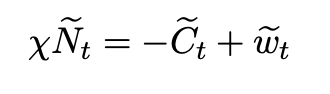 χÑ_t = −C̃_t + w̃_t